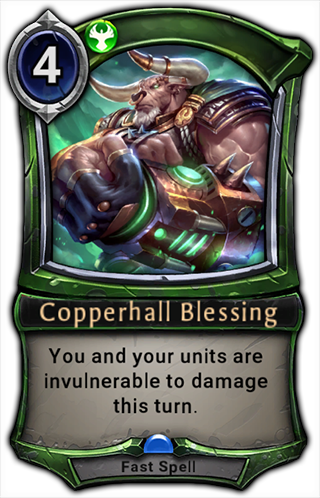 4
Copperhall Blessing
You and your units are
invulnerable to damage
this turn.
Fast Spell